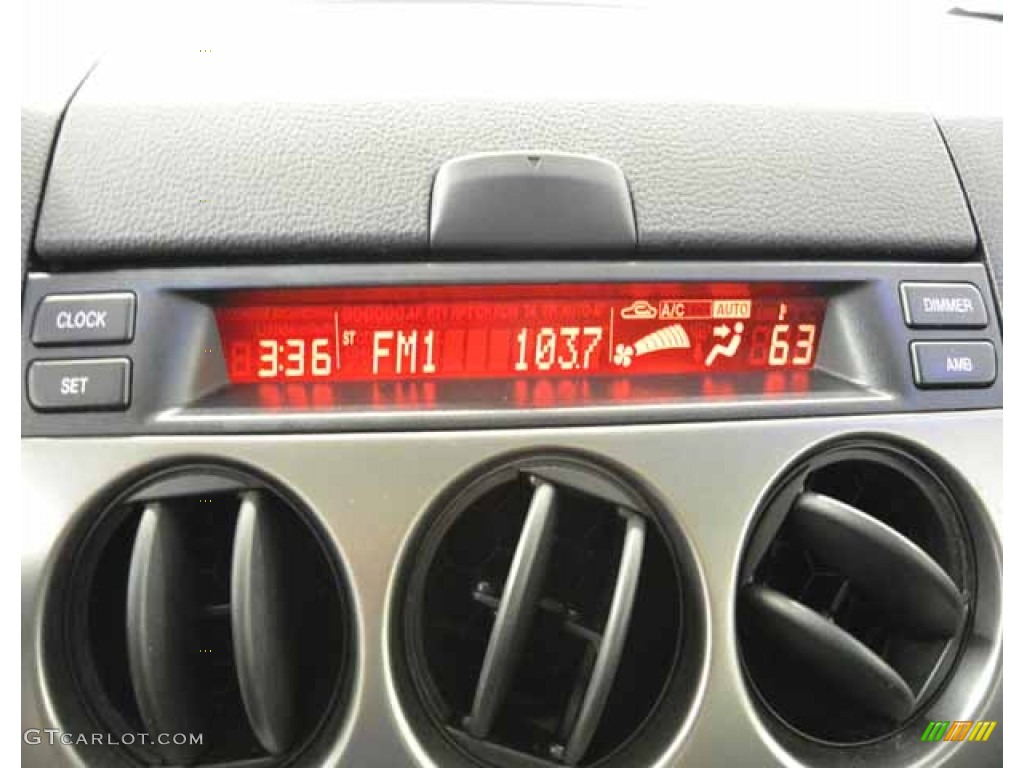 A/C AUTO
CLOCK DIMMER
3:36 ST FM1 103.7 63
SET AMB
GTCARLOT.COM